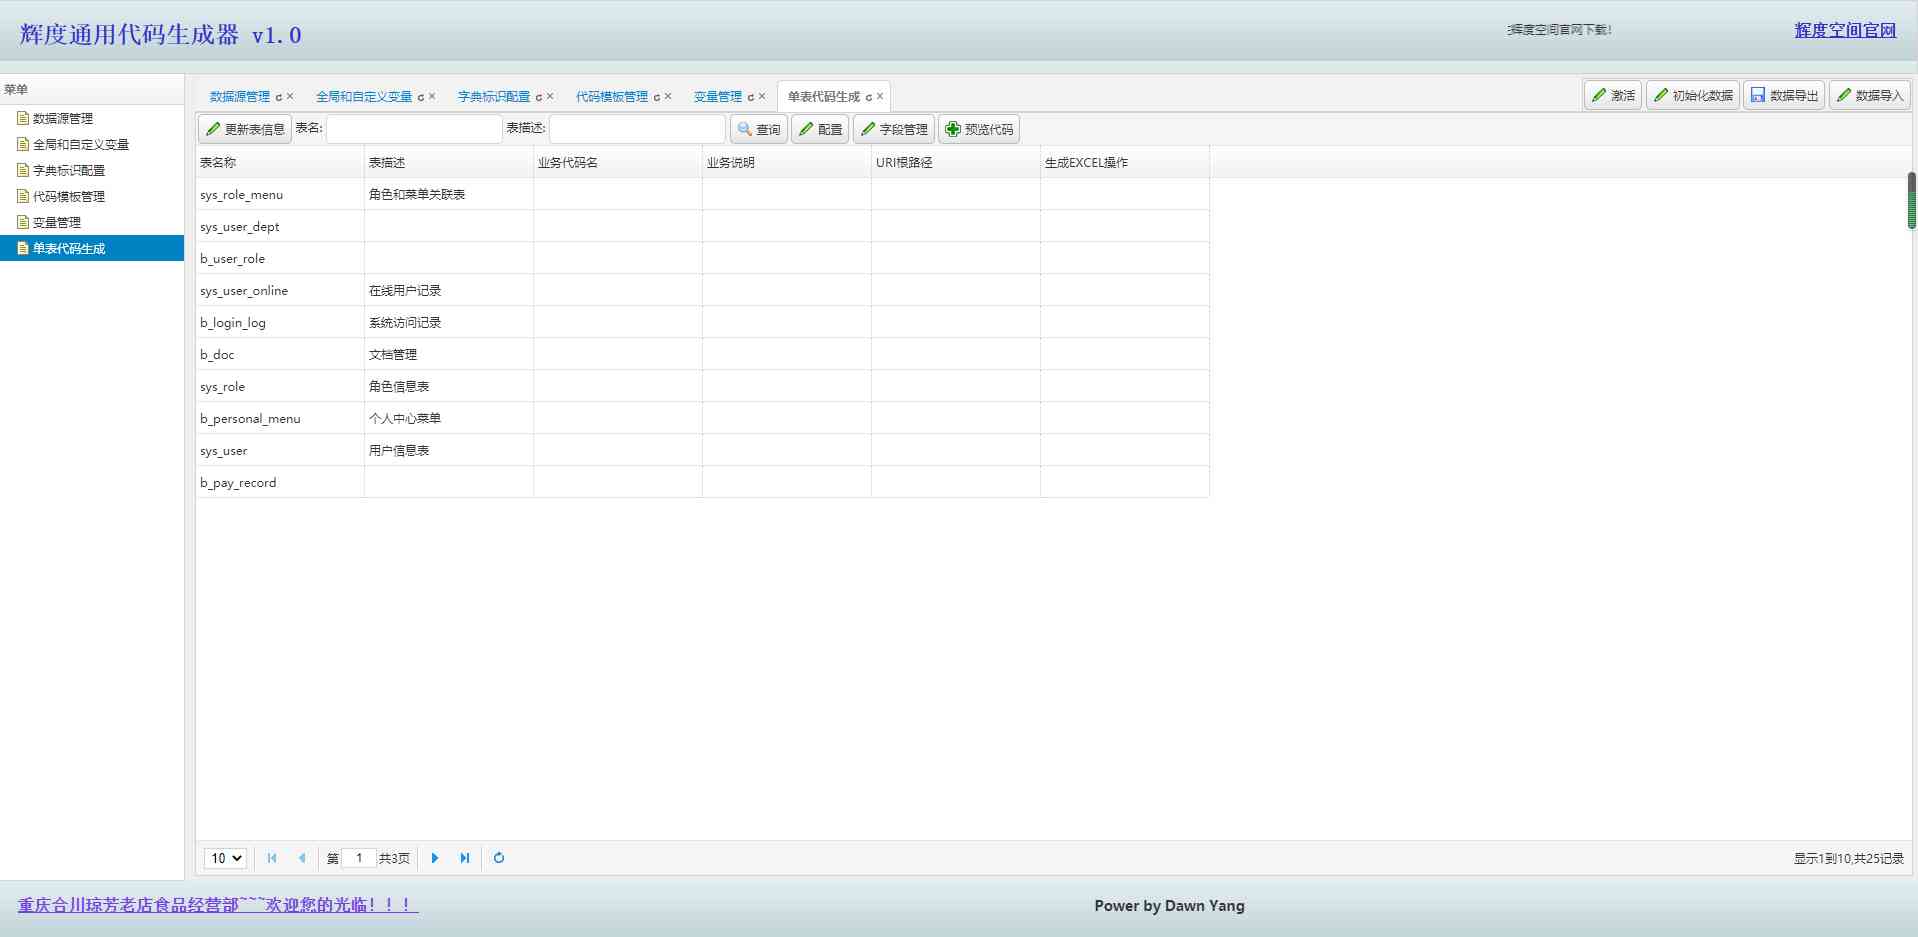 辉度通用代码生成器 v1.0
辉度空间官网下载!
辉度空间官网
菜单
数据源管理
全局和自定义变量
字典标识配置
代码模板管理
变量管理
单表代码生成
数据源管理 全局和自定义变量 字典标识配置 代码模板管理 变量管理 单表代码生成
激活 初始化数据 数据导出 数据导入
更新表信息 表名: 表描述: 查询 配置 字段管理 预览代码
表名称 表描述 业务代码名 业务说明 URI根路径 生成EXCEL操作
sys_role_menu 角色和菜单关联表
sys_user_dept
b_user_role
sys_user_online 在线用户记录
b_login_log 系统访问记录
b_doc 文档管理
sys_role 角色信息表
b_personal_menu 个人中心菜单
sys_user 用户信息表
b_pay_record
10 第 1 共3页 显示1到10,共25记录
重庆合川琼芳老店食品经营部~~~欢迎您的光临！！！
Power by Dawn Yang